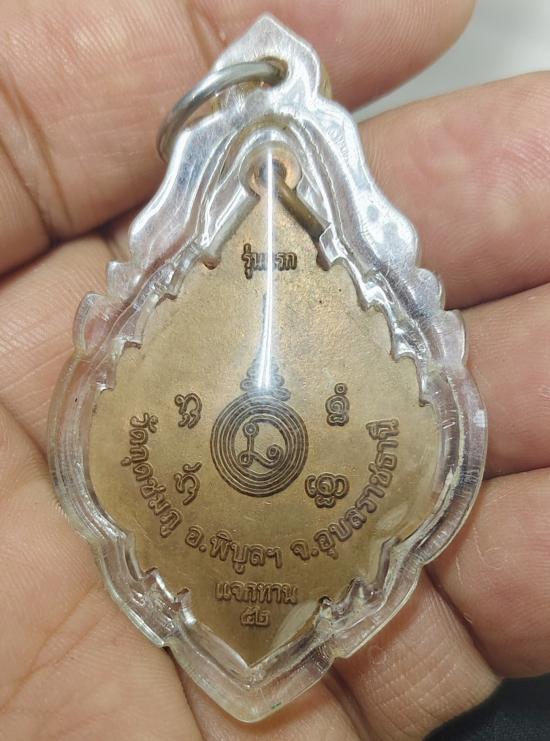 รุ่นแรก
วัดกุดชมภู อ.พิบูลฯ จ.อุบลราชธานี
แจกทาน
๕๒